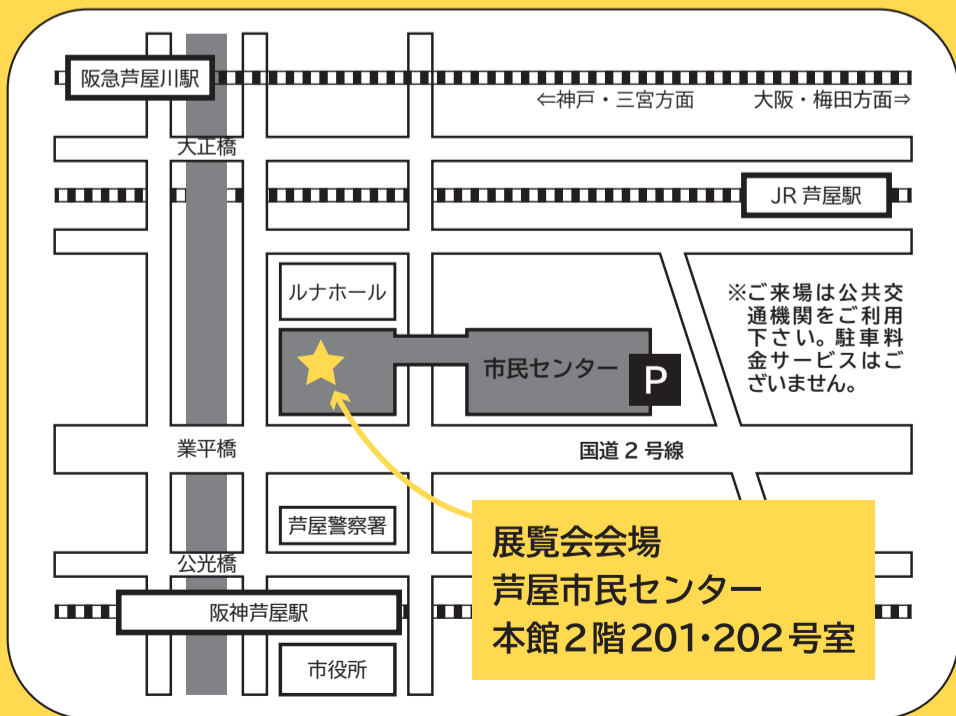 阪急芦屋川駅
⇐神戸・三宮方面
大阪・梅田方面⇒
大正橋
JR 芦屋駅
ルナホール
※ご来場は公共交
通機関をご利用
下さい。駐車料
金サービスはご
ざいません。
市民センター
P
業平橋
国道 2 号線
芦屋警察署
展覧会会場
芦屋市民センター
本館2階201・202号室
公光橋
阪神芦屋駅
市役所